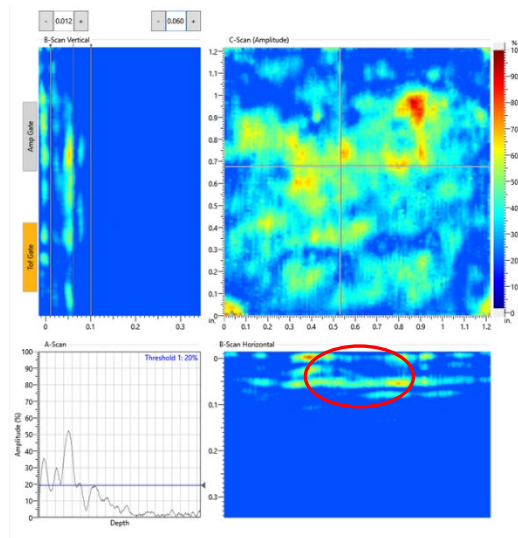 - 0.012 +
- 0.060 +
B-Scan Vertical
C-Scan (Amplitude)
Amp Gate
Tof Gate
0 0.1 0.2 0.3
1.2
1.1
1
0.9
0.8
0.7
0.6
0.5
0.4
0.3
0.2
0.1
0
in.
0 0.1 0.2 0.3 0.4 0.5 0.6 0.7 0.8 0.9 1 1.1 1.2
in.
%
90
80
70
60
50
40
30
20
10
0
A-Scan
Threshold 1: 20%
100
90
80
70
60
50
40
30
20
10
0
Amplitude (%)
Depth
B-Scan Horizontal
0
0.1
0.2
0.3